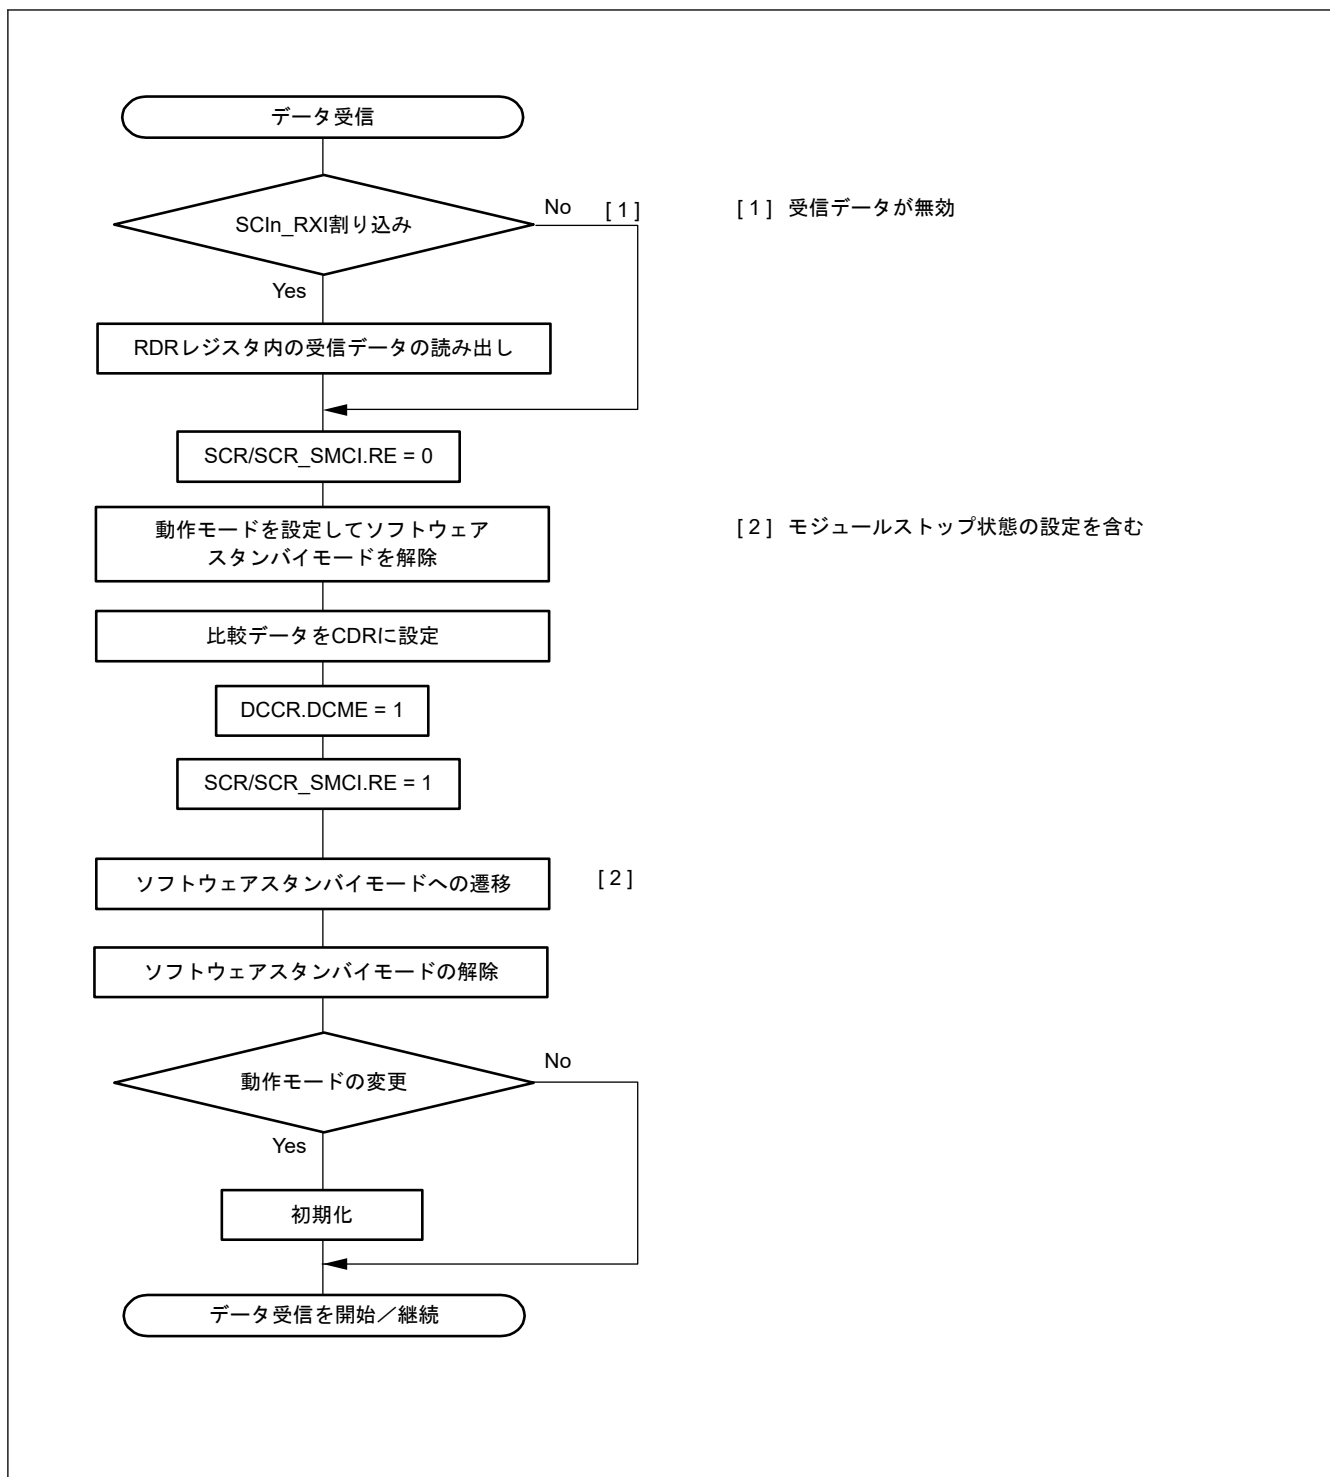 データ受信
SCIn_RXI割り込み
No
[ 1 ]
[ 1 ] 受信データが無効
Yes
RDRレジスタ内の受信データの読み出し
SCR/SCR_SMCI.RE = 0
動作モードを設定してソフトウェア
スタンバイモードを解除
[ 2 ] モジュールストップ状態の設定を含む
比較データをCDRに設定
DCCR.DCME = 1
SCR/SCR_SMCI.RE = 1
ソフトウェアスタンバイモードへの遷移
[ 2 ]
ソフトウェアスタンバイモードの解除
動作モードの変更
No
Yes
初期化
データ受信を開始／継続